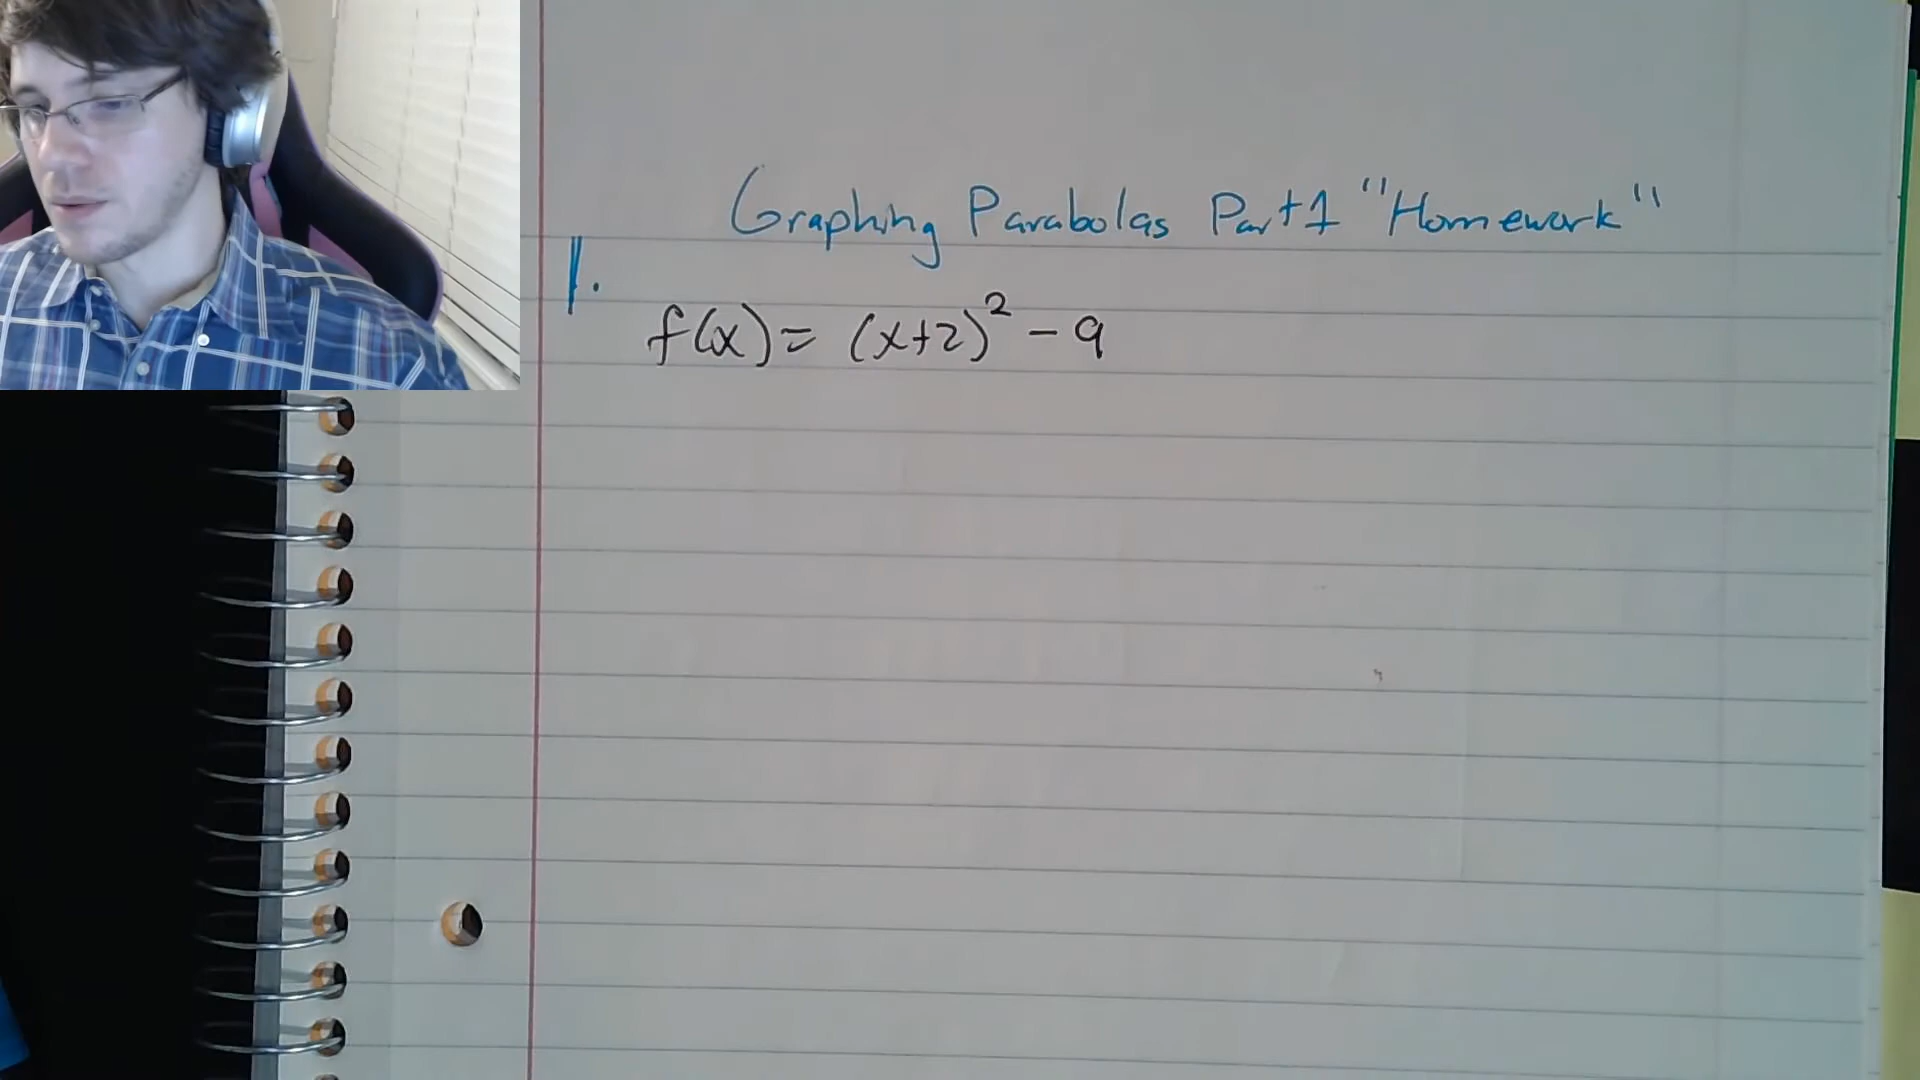 Graphing Parabolas Part 1 "Homework"
1.
f(x) = (x+2)² - 9